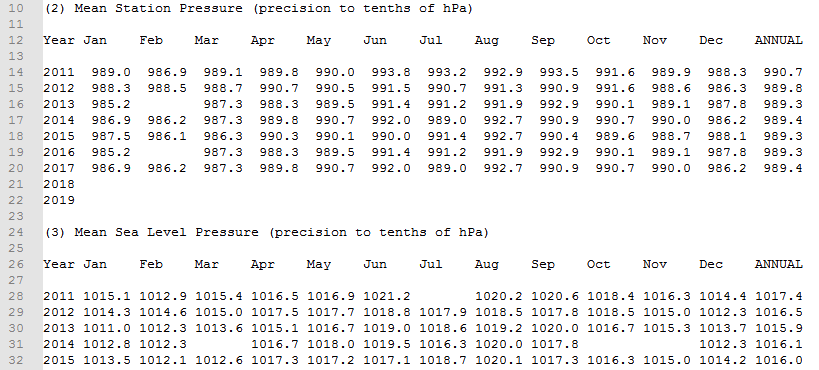 10 (2) Mean Station Pressure (precision to tenths of hPa)
11
12 Year Jan Feb Mar Apr May Jun Jul Aug Sep Oct Nov Dec ANNUAL
13
14 2011 989.0 986.9 989.1 989.8 990.0 993.8 993.2 992.9 993.5 991.6 989.9 988.3 990.7
15 2012 988.3 988.5 988.7 990.7 990.5 991.5 990.7 991.3 990.9 991.6 988.6 986.3 989.8
16 2013 985.2 987.3 988.3 989.5 991.4 991.2 991.9 992.9 990.1 989.1 987.8 989.3
17 2014 986.9 986.2 987.3 989.8 990.7 992.0 989.0 992.7 990.9 990.7 990.0 986.2 989.4
18 2015 987.5 986.1 986.3 990.3 990.1 990.0 991.4 992.7 990.4 989.6 988.7 988.1 989.3
19 2016 985.2 987.3 988.3 989.5 991.4 991.2 991.9 992.9 990.1 989.1 987.8 989.3
20 2017 986.9 986.2 987.3 989.8 990.7 992.0 989.0 992.7 990.9 990.7 990.0 986.2 989.4
21 2018
22 2019
23
24 (3) Mean Sea Level Pressure (precision to tenths of hPa)
25
26 Year Jan Feb Mar Apr May Jun Jul Aug Sep Oct Nov Dec ANNUAL
27
28 2011 1015.1 1012.9 1015.4 1016.5 1016.9 1021.2 1020.2 1020.6 1018.4 1016.3 1014.4 1017.4
29 2012 1014.3 1014.6 1015.0 1017.5 1017.7 1018.8 1017.9 1018.5 1017.8 1018.5 1015.0 1012.3 1016.5
30 2013 1011.0 1012.3 1013.6 1015.1 1016.7 1019.0 1018.6 1019.2 1020.0 1016.7 1015.3 1013.7 1015.9
31 2014 1012.8 1012.3 1016.7 1018.0 1019.5 1016.3 1020.0 1017.8 1012.3 1016.1
32 2015 1013.5 1012.1 1012.6 1017.3 1017.2 1017.1 1018.7 1020.1 1017.3 1016.3 1015.0 1014.2 1016.0